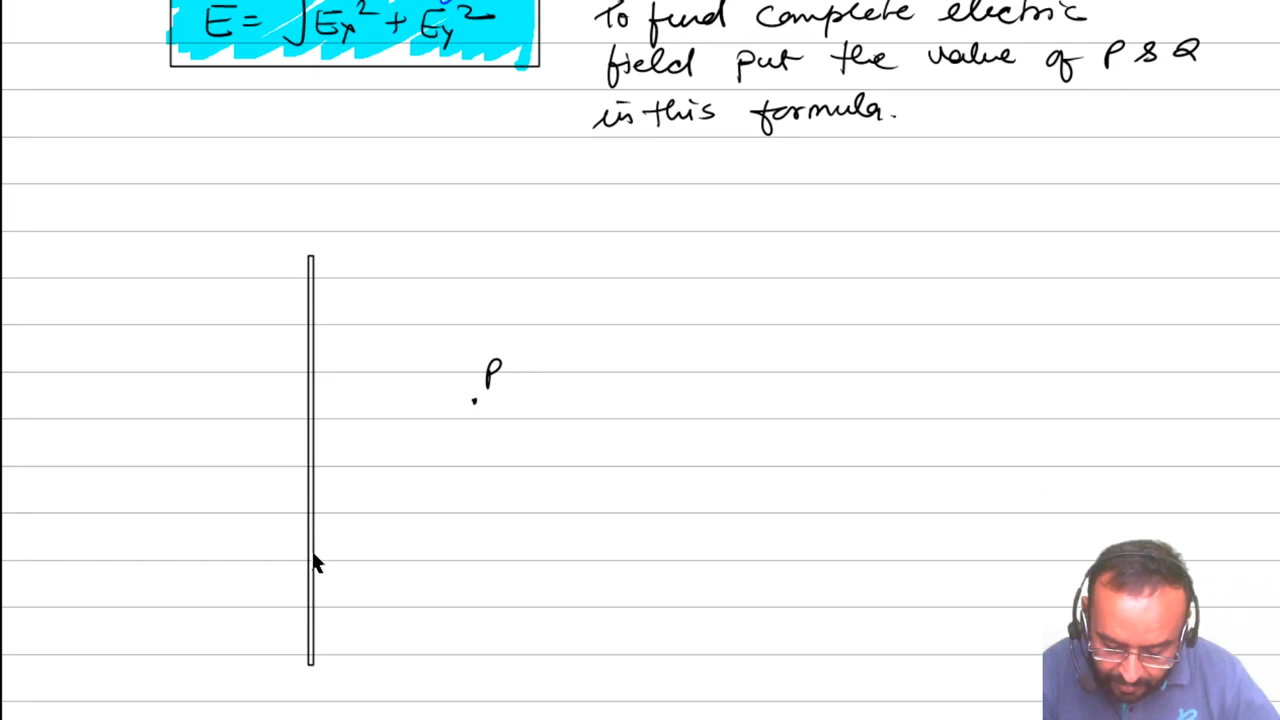 E = √Ex² + Ey²
To find complete electric
field put the value of P & Q
in this formula.
P